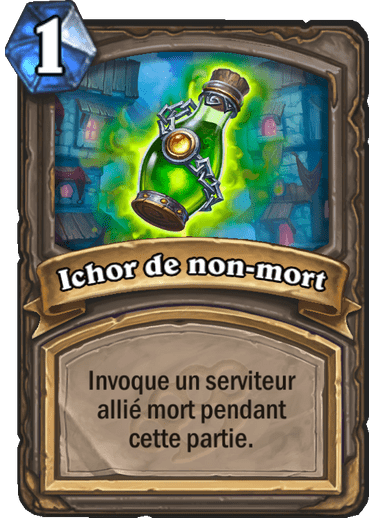 1
Ichor de non-mort
Invoque un serviteur
allié mort pendant
cette partie.